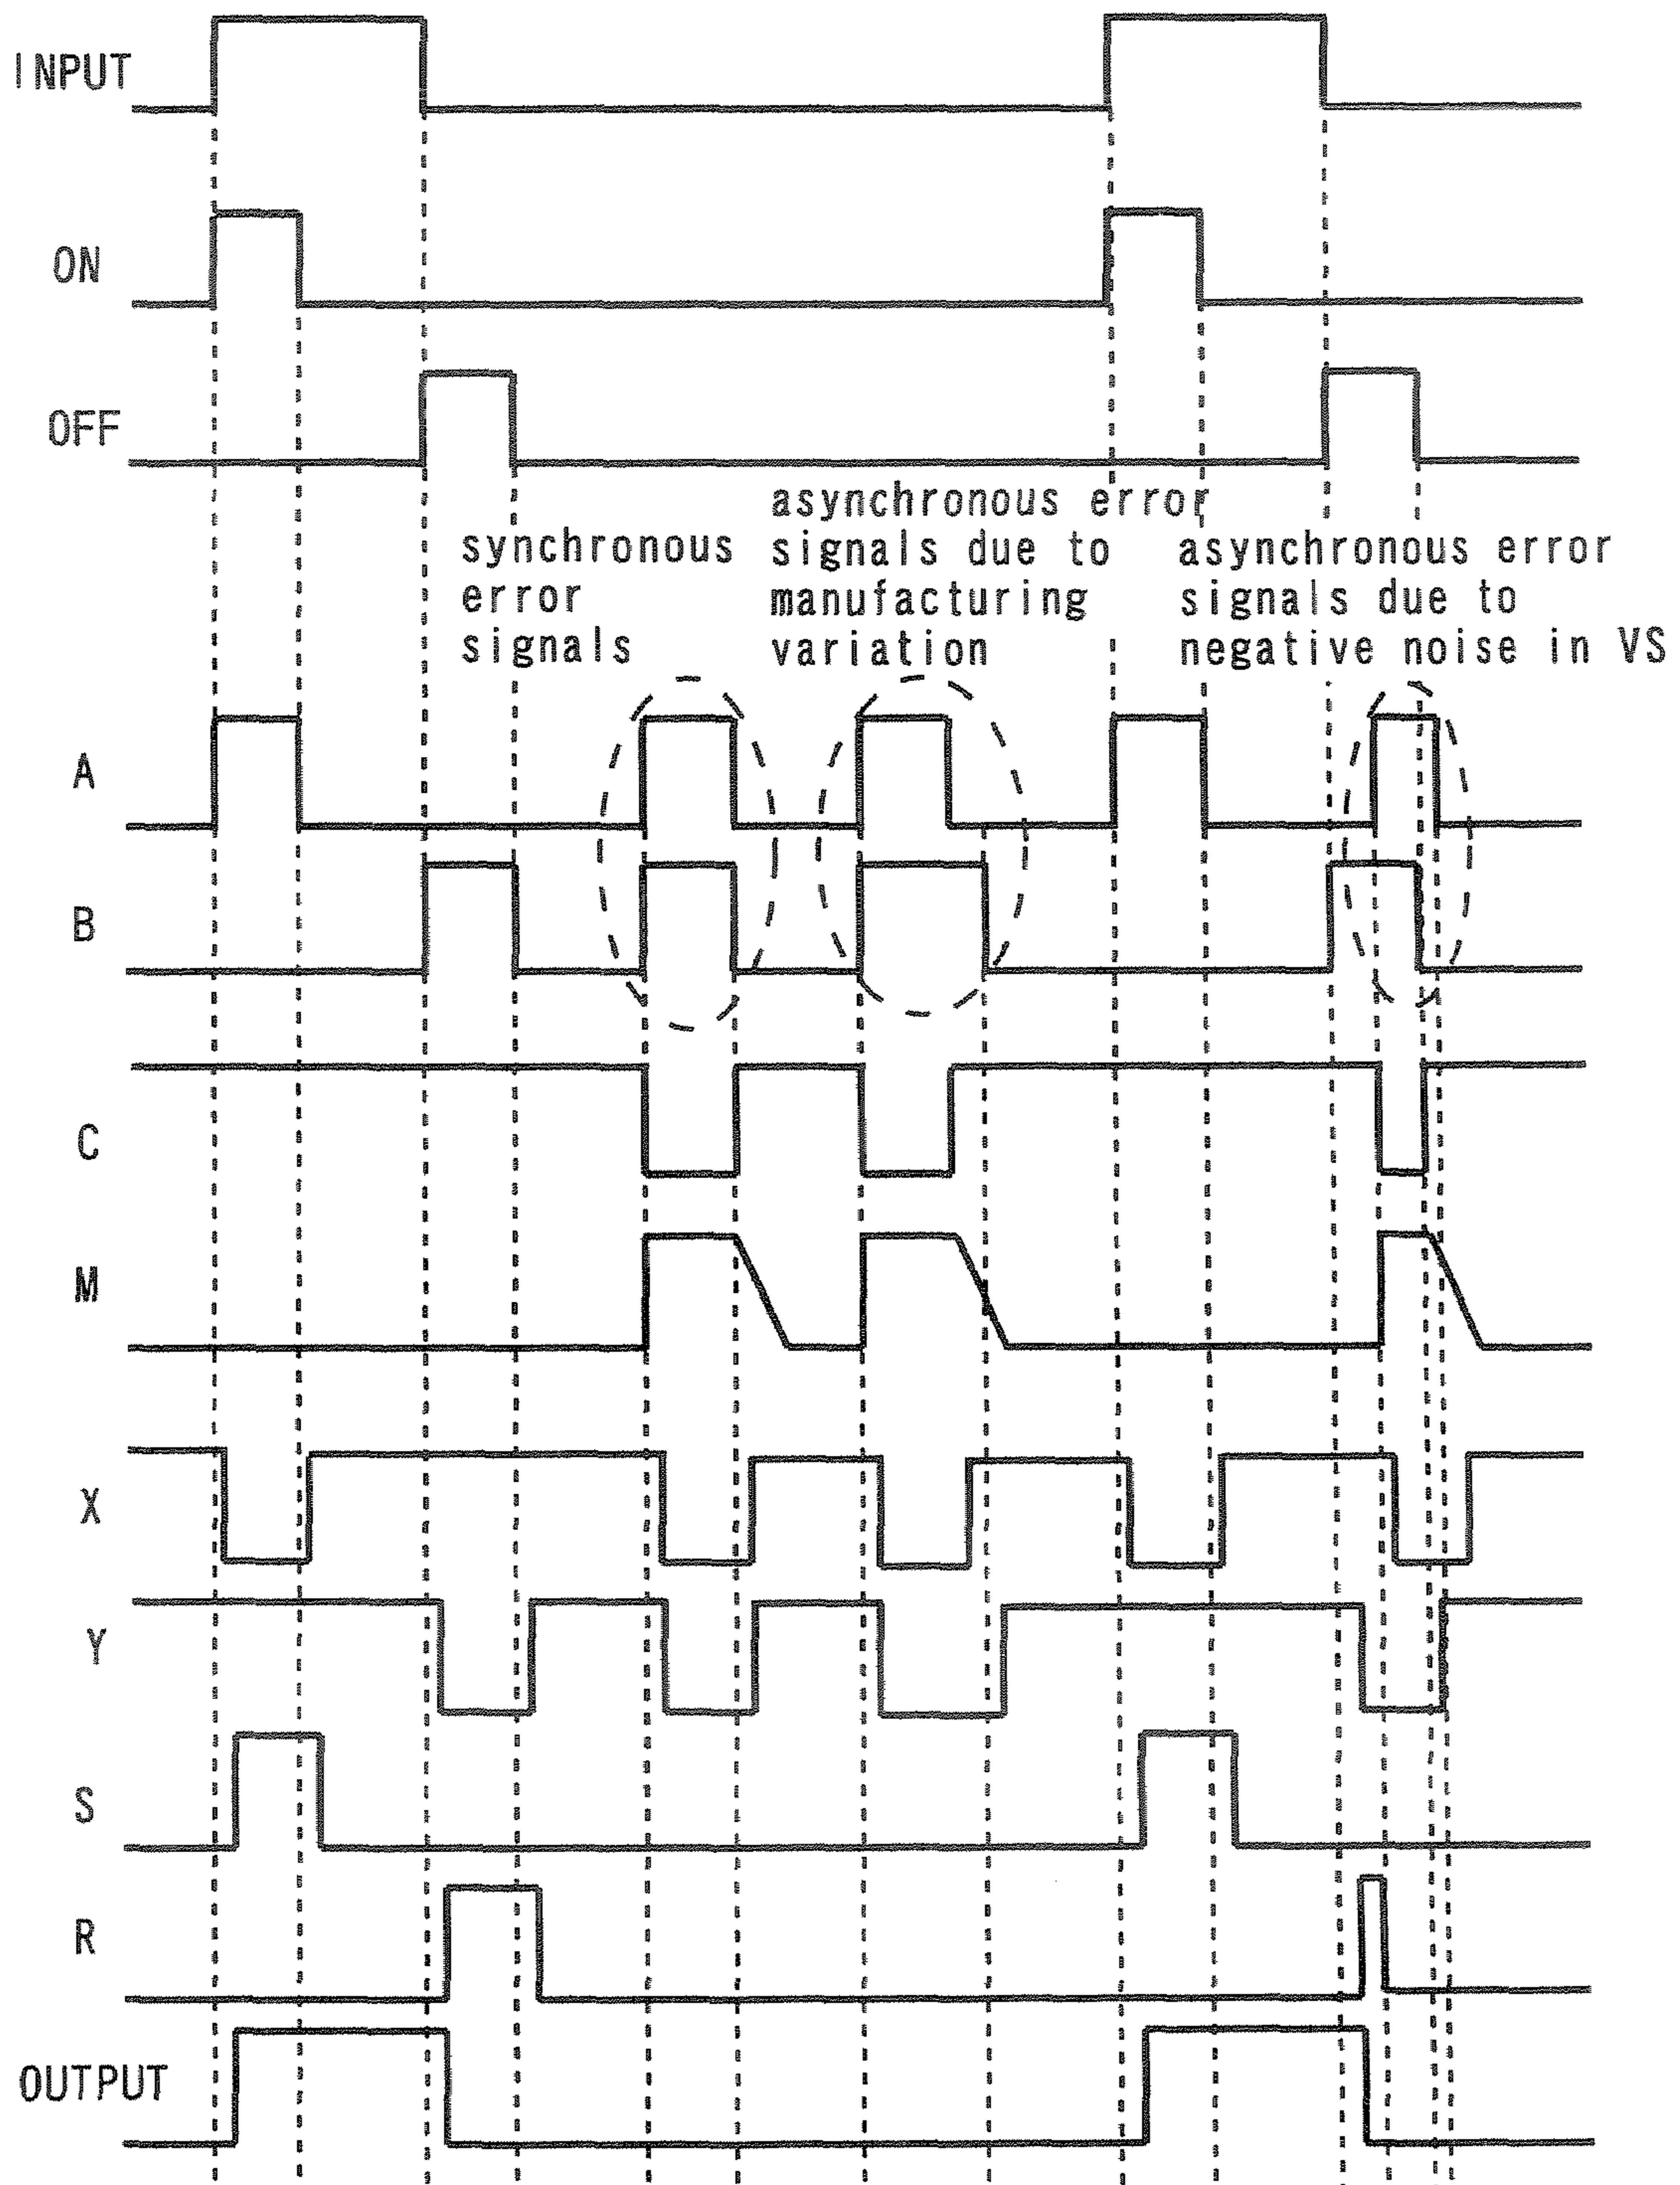 INPUT
ON
OFF
synchronous
error
signals
asynchronous error
signals due to
manufacturing
variation
asynchronous error
signals due to
negative noise in VS
A
B
C
M
X
Y
S
R
OUTPUT